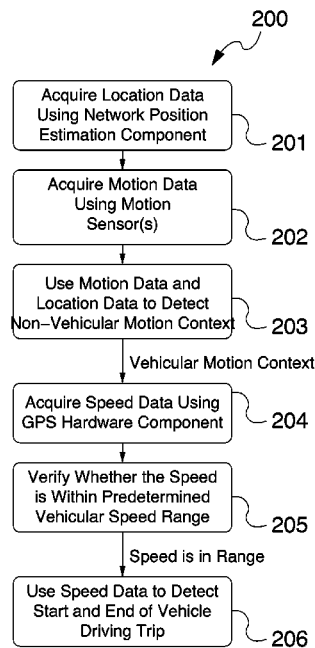 200
Acquire Location Data
Using Network Position
Estimation Component
201
Acquire Motion Data
Using Motion
Sensor(s)
202
Use Motion Data and
Location Data to Detect
Non-Vehicular Motion Context
203
Vehicular Motion Context
Acquire Speed Data Using
GPS Hardware Component
204
Verify Whether the Speed
is Within Predetermined
Vehicular Speed Range
205
Speed is in Range
Use Speed Data to Detect
Start and End of Vehicle
Driving Trip
206